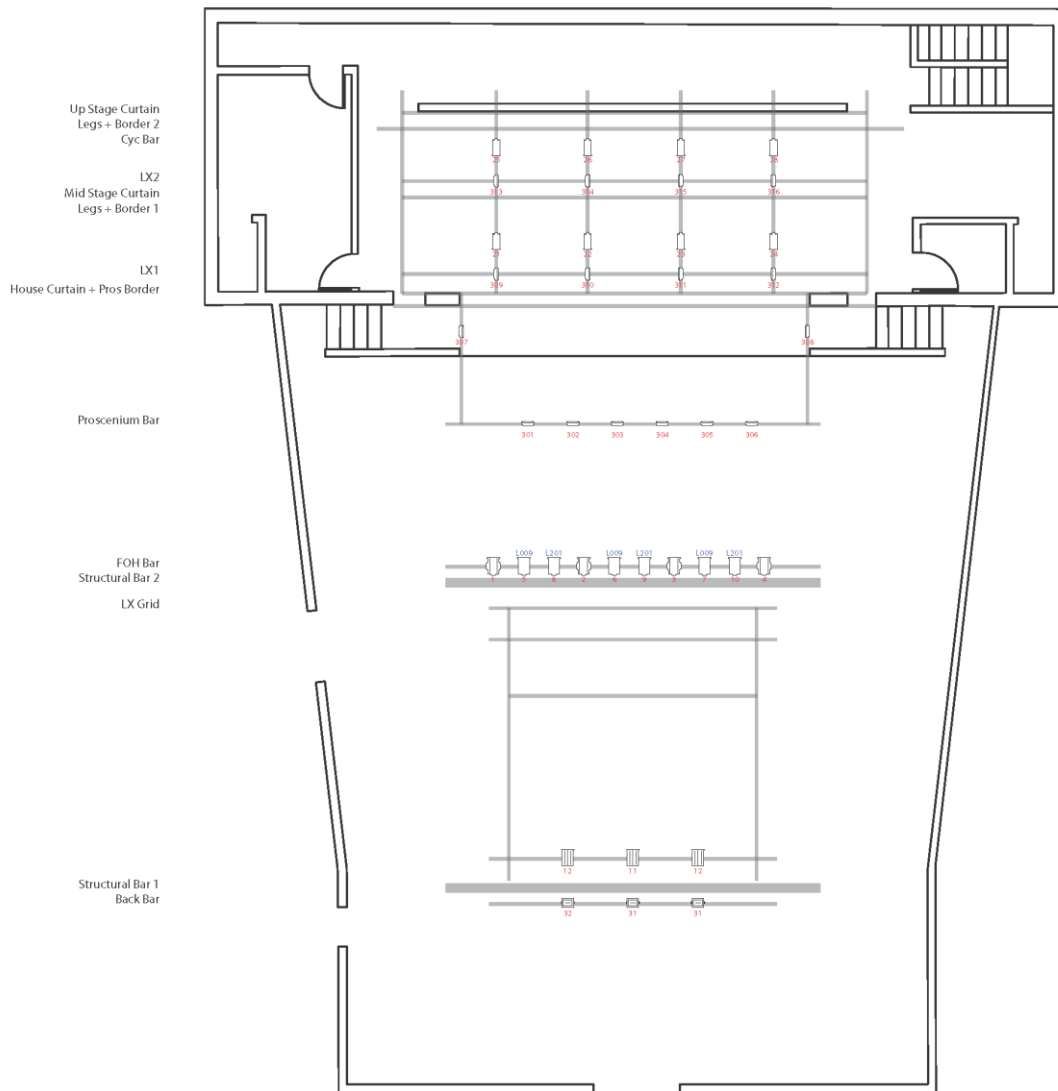 Up Stage Curtain
Legs + Border 2
Cyc Bar
25 26 27 28
LX2
313 314 315 316
Mid Stage Curtain
Legs + Border 1
21 22 23 24
LX1
309 310 311 312
House Curtain + Pros Border
307 308
Proscenium Bar
301 302 303 304 305 306
L009 L201 L009 L201 L009 L201
FOH Bar
1 5 8 2 6 9 3 7 10 4
Structural Bar 2
LX Grid
12 11 12
Structural Bar 1
Back Bar
32 31 31